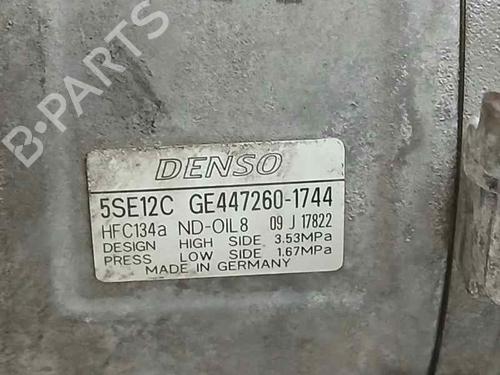 B-PARTS
DENSO
5SE12C GE447260-1744
HFC134a ND-OIL8 09 J 17822
DESIGN HIGH SIDE 3.53MPa
PRESS LOW SIDE 1.67MPa
MADE IN GERMANY